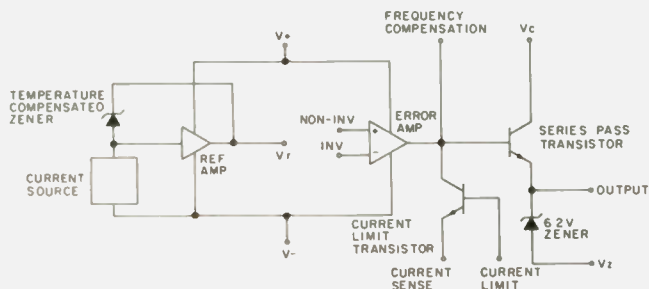 FREQUENCY
COMPENSATION
Vc
V+
TEMPERATURE
COMPENSATED
ZENER
NON-INV
ERROR
AMP
+
SERIES PASS
TRANSISTOR
INV
-
Vr
REF
AMP
CURRENT
SOURCE
OUTPUT
CURRENT
LIMIT
TRANSISTOR
6.2V
ZENER
V-
Vz
CURRENT
SENSE
CURRENT
LIMIT